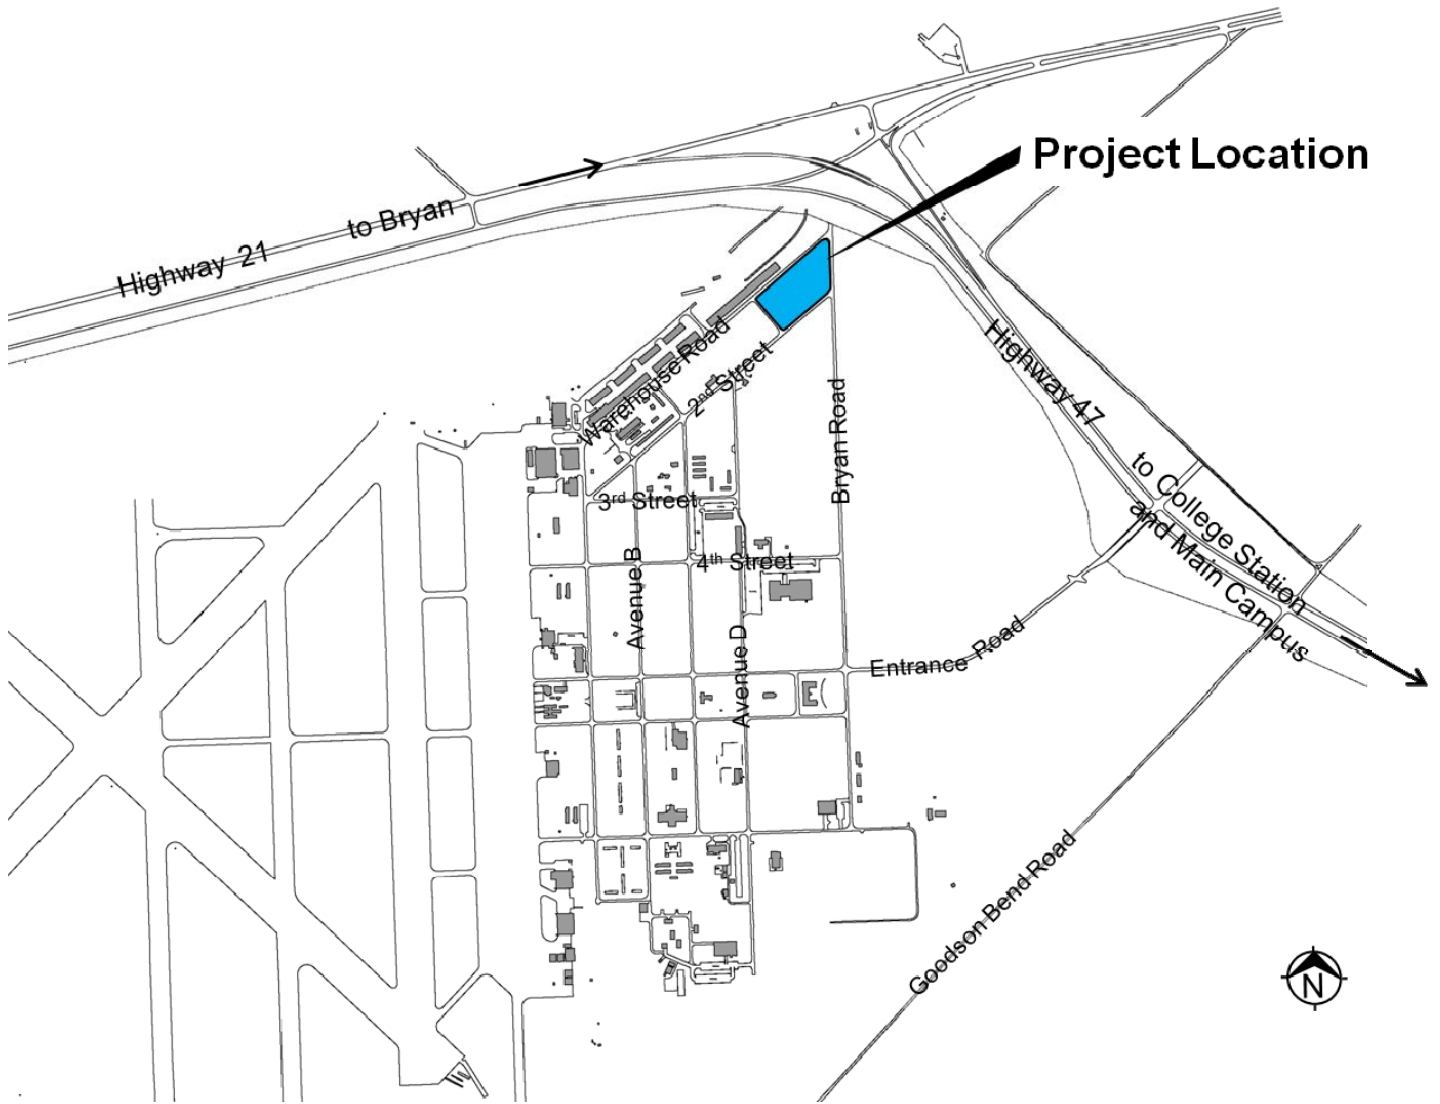 Project Location
to Bryan
Highway 21
Highway 47
Warehouse Road
2nd Street
Bryan Road
to College Station
and Main Campus
3rd Street
4th Street
Avenue B
Avenue D
Entrance Road
Goodson Bend Road
N